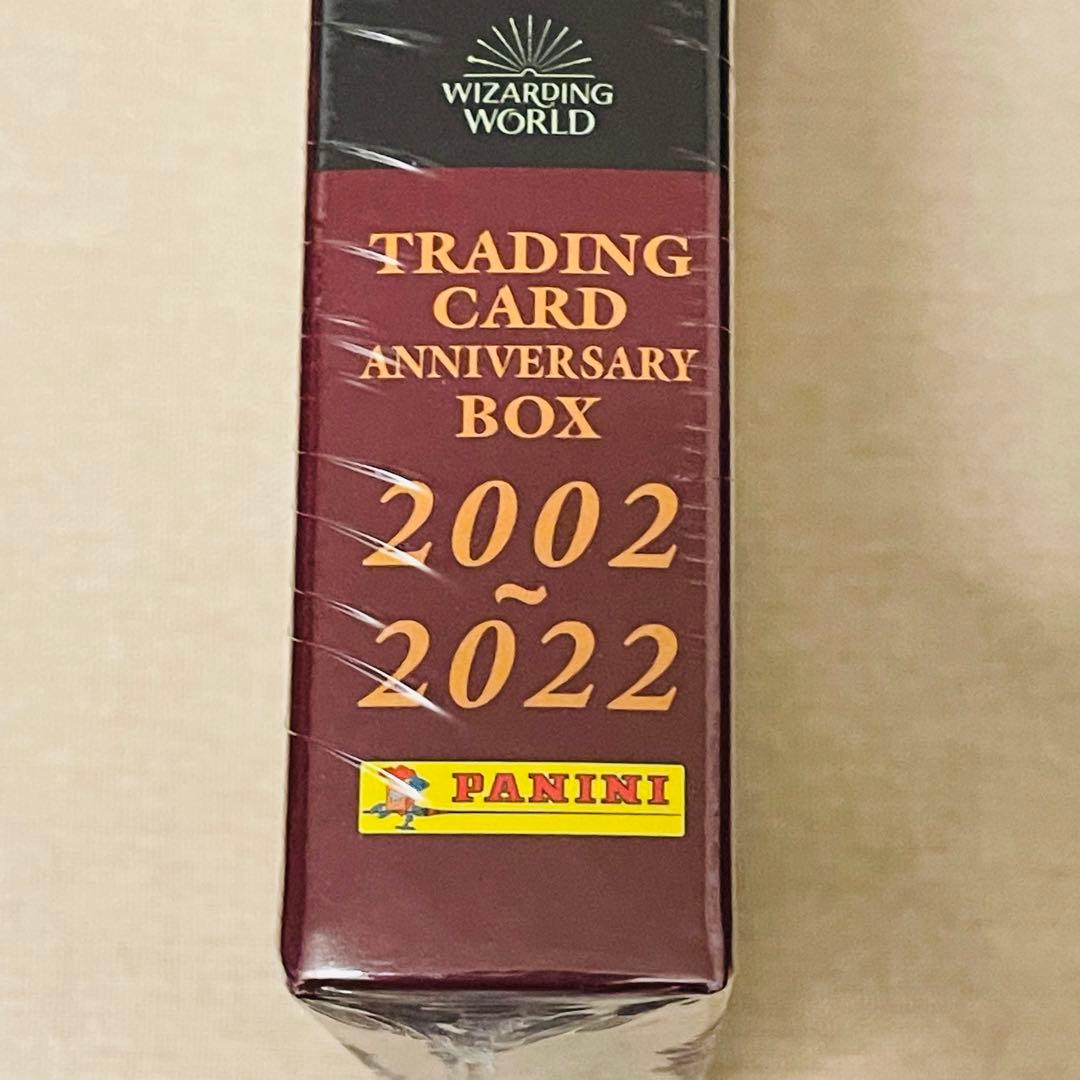 WIZARDING
WORLD
TRADING
CARD
ANNIVERSARY
BOX
2002
~
2022
PANINI